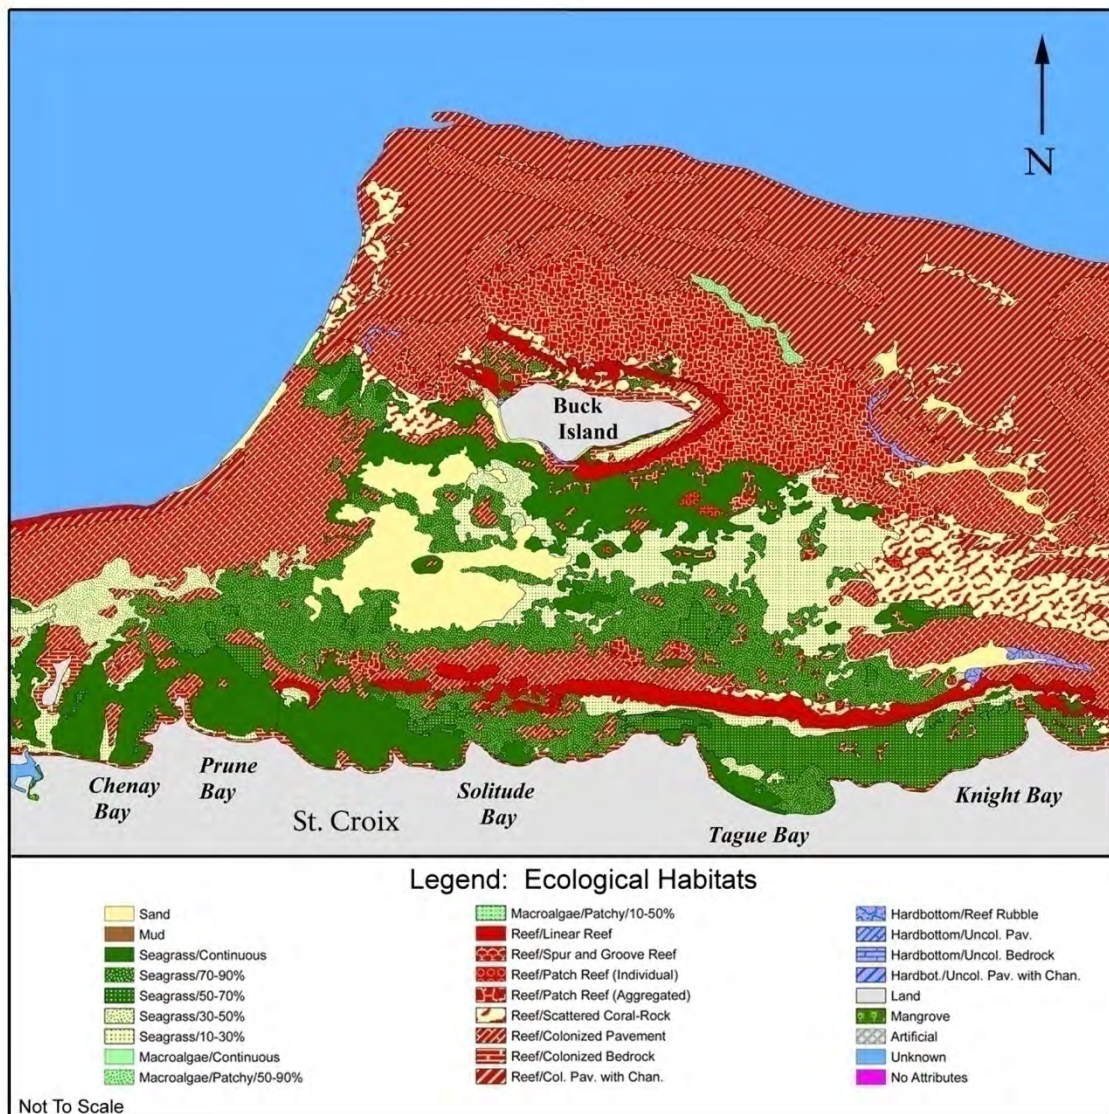 N
Buck
Island
Chenay
Bay
Prune
Bay
St. Croix
Solitude
Bay
Tague Bay
Knight Bay
Legend: Ecological Habitats
Sand
Mud
Seagrass/Continuous
Seagrass/70-90%
Seagrass/50-70%
Seagrass/30-50%
Seagrass/10-30%
Macroalgae/Continuous
Macroalgae/Patchy/50-90%
Macroalgae/Patchy/10-50%
Reef/Linear Reef
Reef/Spur and Groove Reef
Reef/Patch Reef (Individual)
Reef/Patch Reef (Aggregated)
Reef/Scattered Coral-Rock
Reef/Colonized Pavement
Reef/Colonized Bedrock
Reef/Col. Pav. with Chan.
Hardbottom/Reef Rubble
Hardbottom/Uncol. Pav.
Hardbottom/Uncol. Bedrock
Hardbot./Uncol. Pav. with Chan.
Land
Mangrove
Artificial
Unknown
No Attributes
Not To Scale